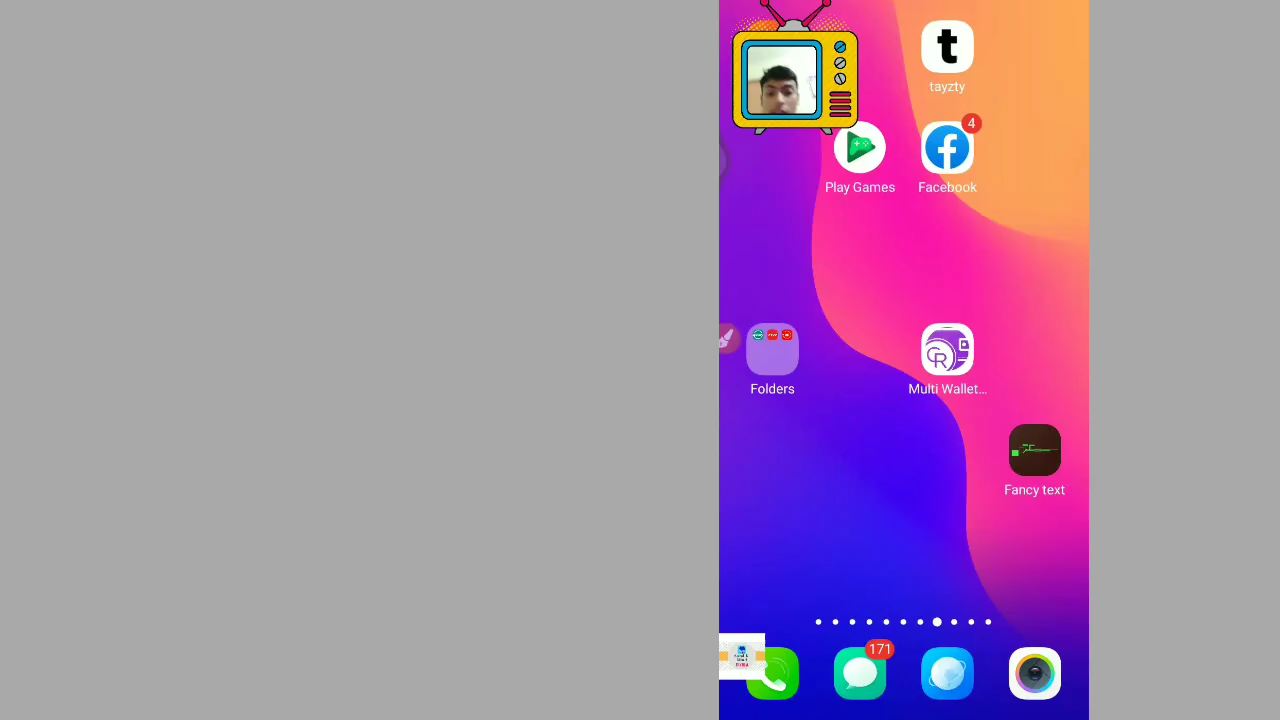 t
tayzty
4
Play Games
Facebook
Folders
Multi Wallet...
Fancy text
171